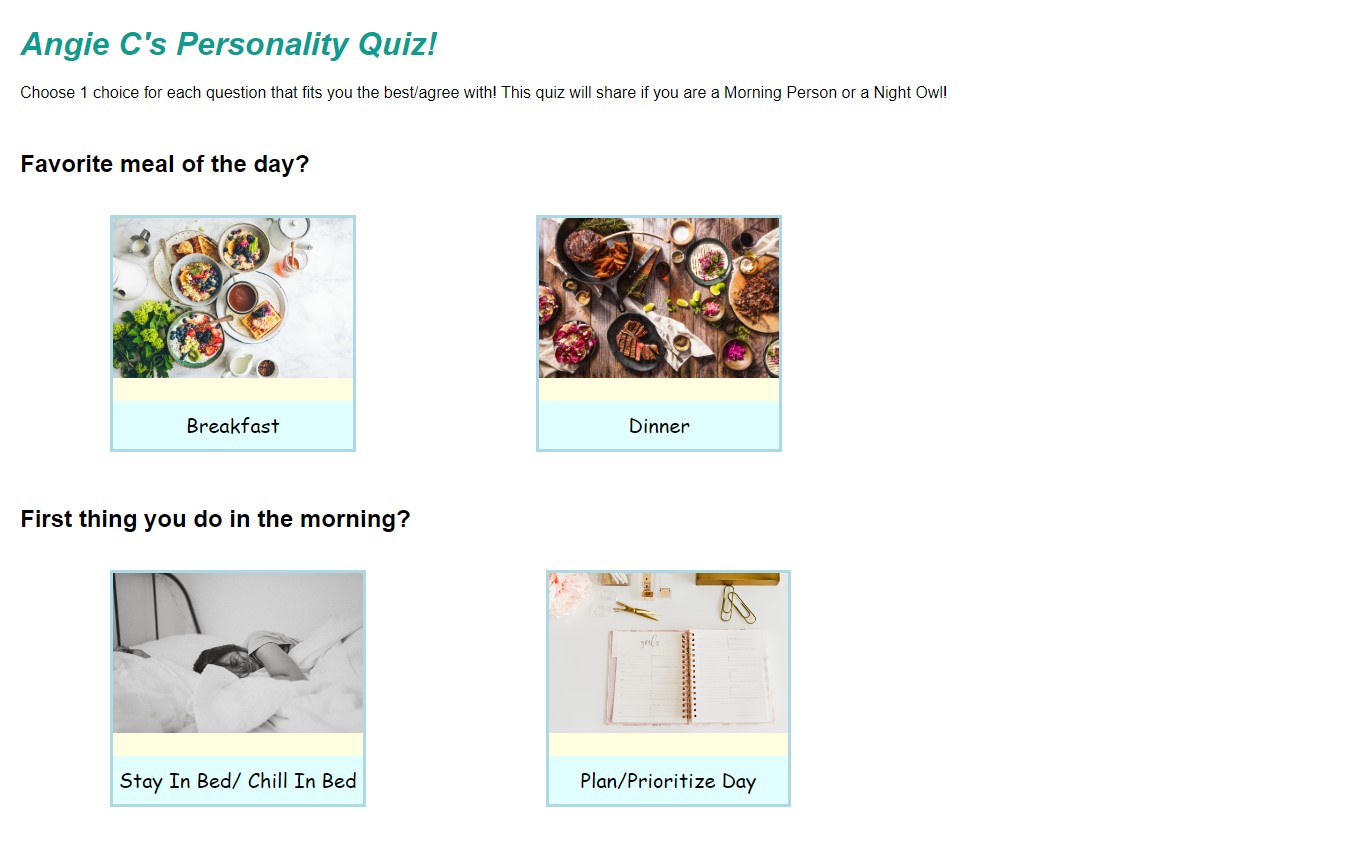 Angie C's Personality Quiz!
Choose 1 choice for each question that fits you the best/agree with! This quiz will share if you are a Morning Person or a Night Owl!
Favorite meal of the day?
Breakfast
Dinner
First thing you do in the morning?
goals
Stay In Bed/ Chill In Bed
Plan/Prioritize Day